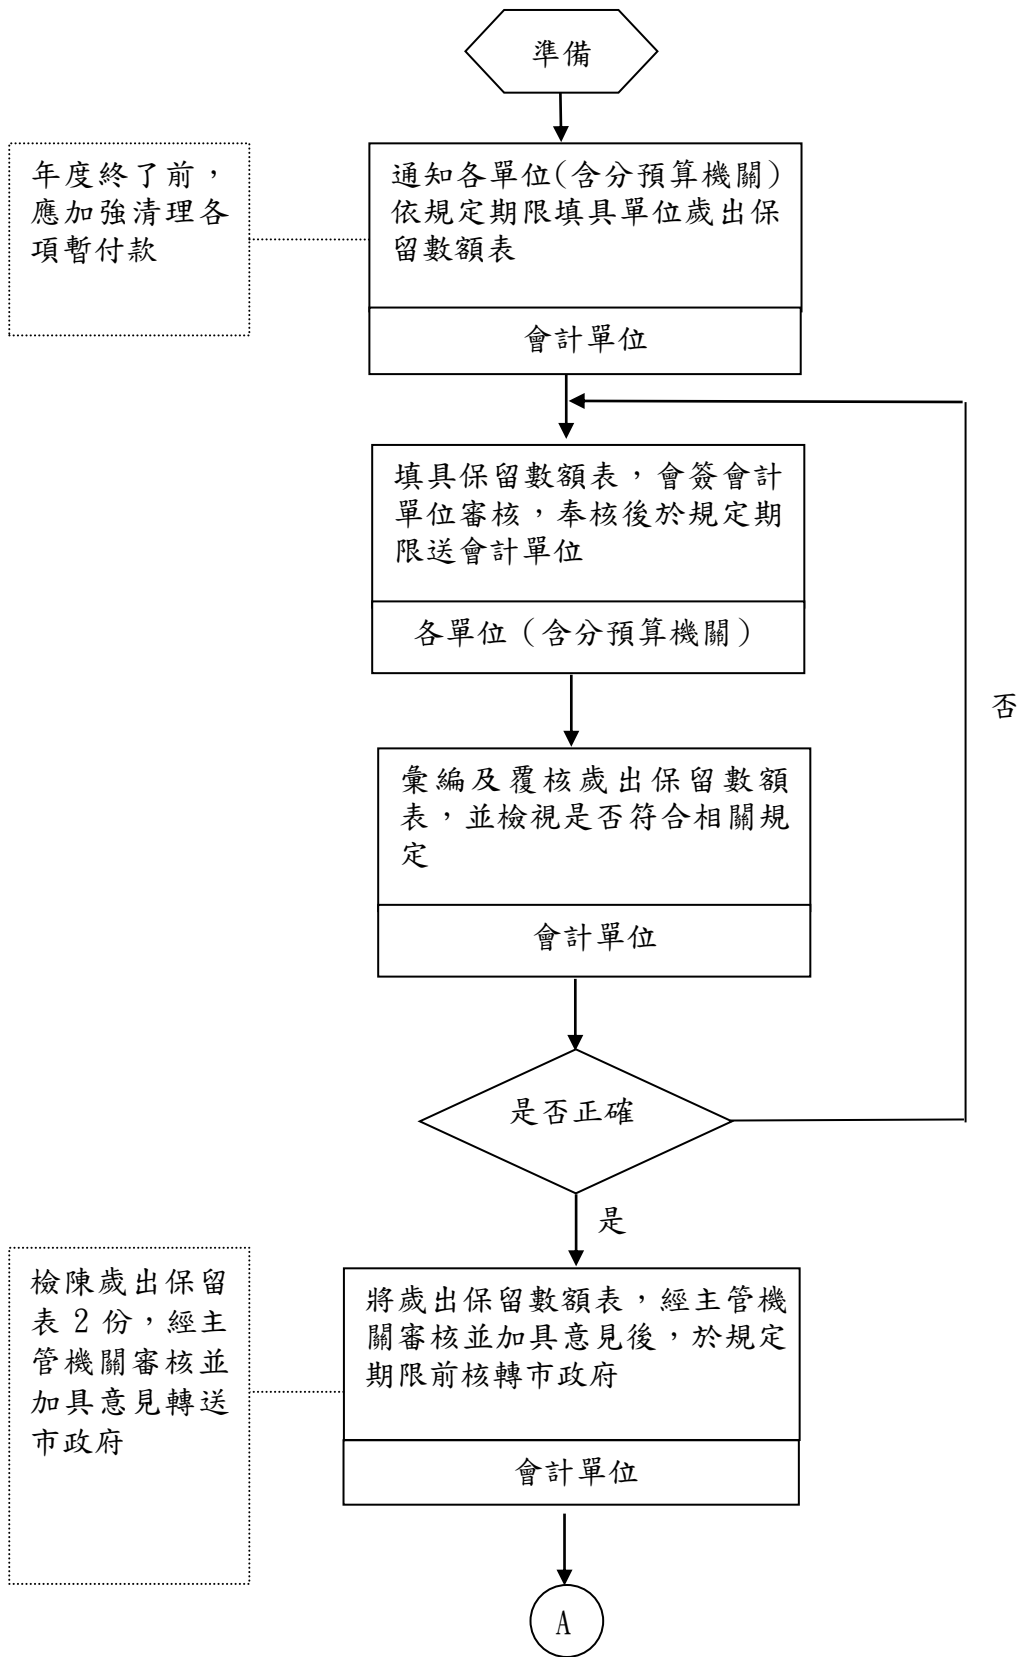 準備
年度終了前，
應加強清理各
項暫付款
通知各單位(含分預算機關)
依規定期限填具單位歲出保
留數額表
會計單位
填具保留數額表，會簽會計
單位審核，奉核後於規定期
限送會計單位
各單位（含分預算機關）
否
彙編及覆核歲出保留數額
表，並檢視是否符合相關規
定
會計單位
是否正確
是
檢陳歲出保留
表 2 份，經主
管機關審核並
加具意見轉送
市政府
將歲出保留數額表，經主管機
關審核並加具意見後，於規定
期限前核轉市政府
會計單位
A